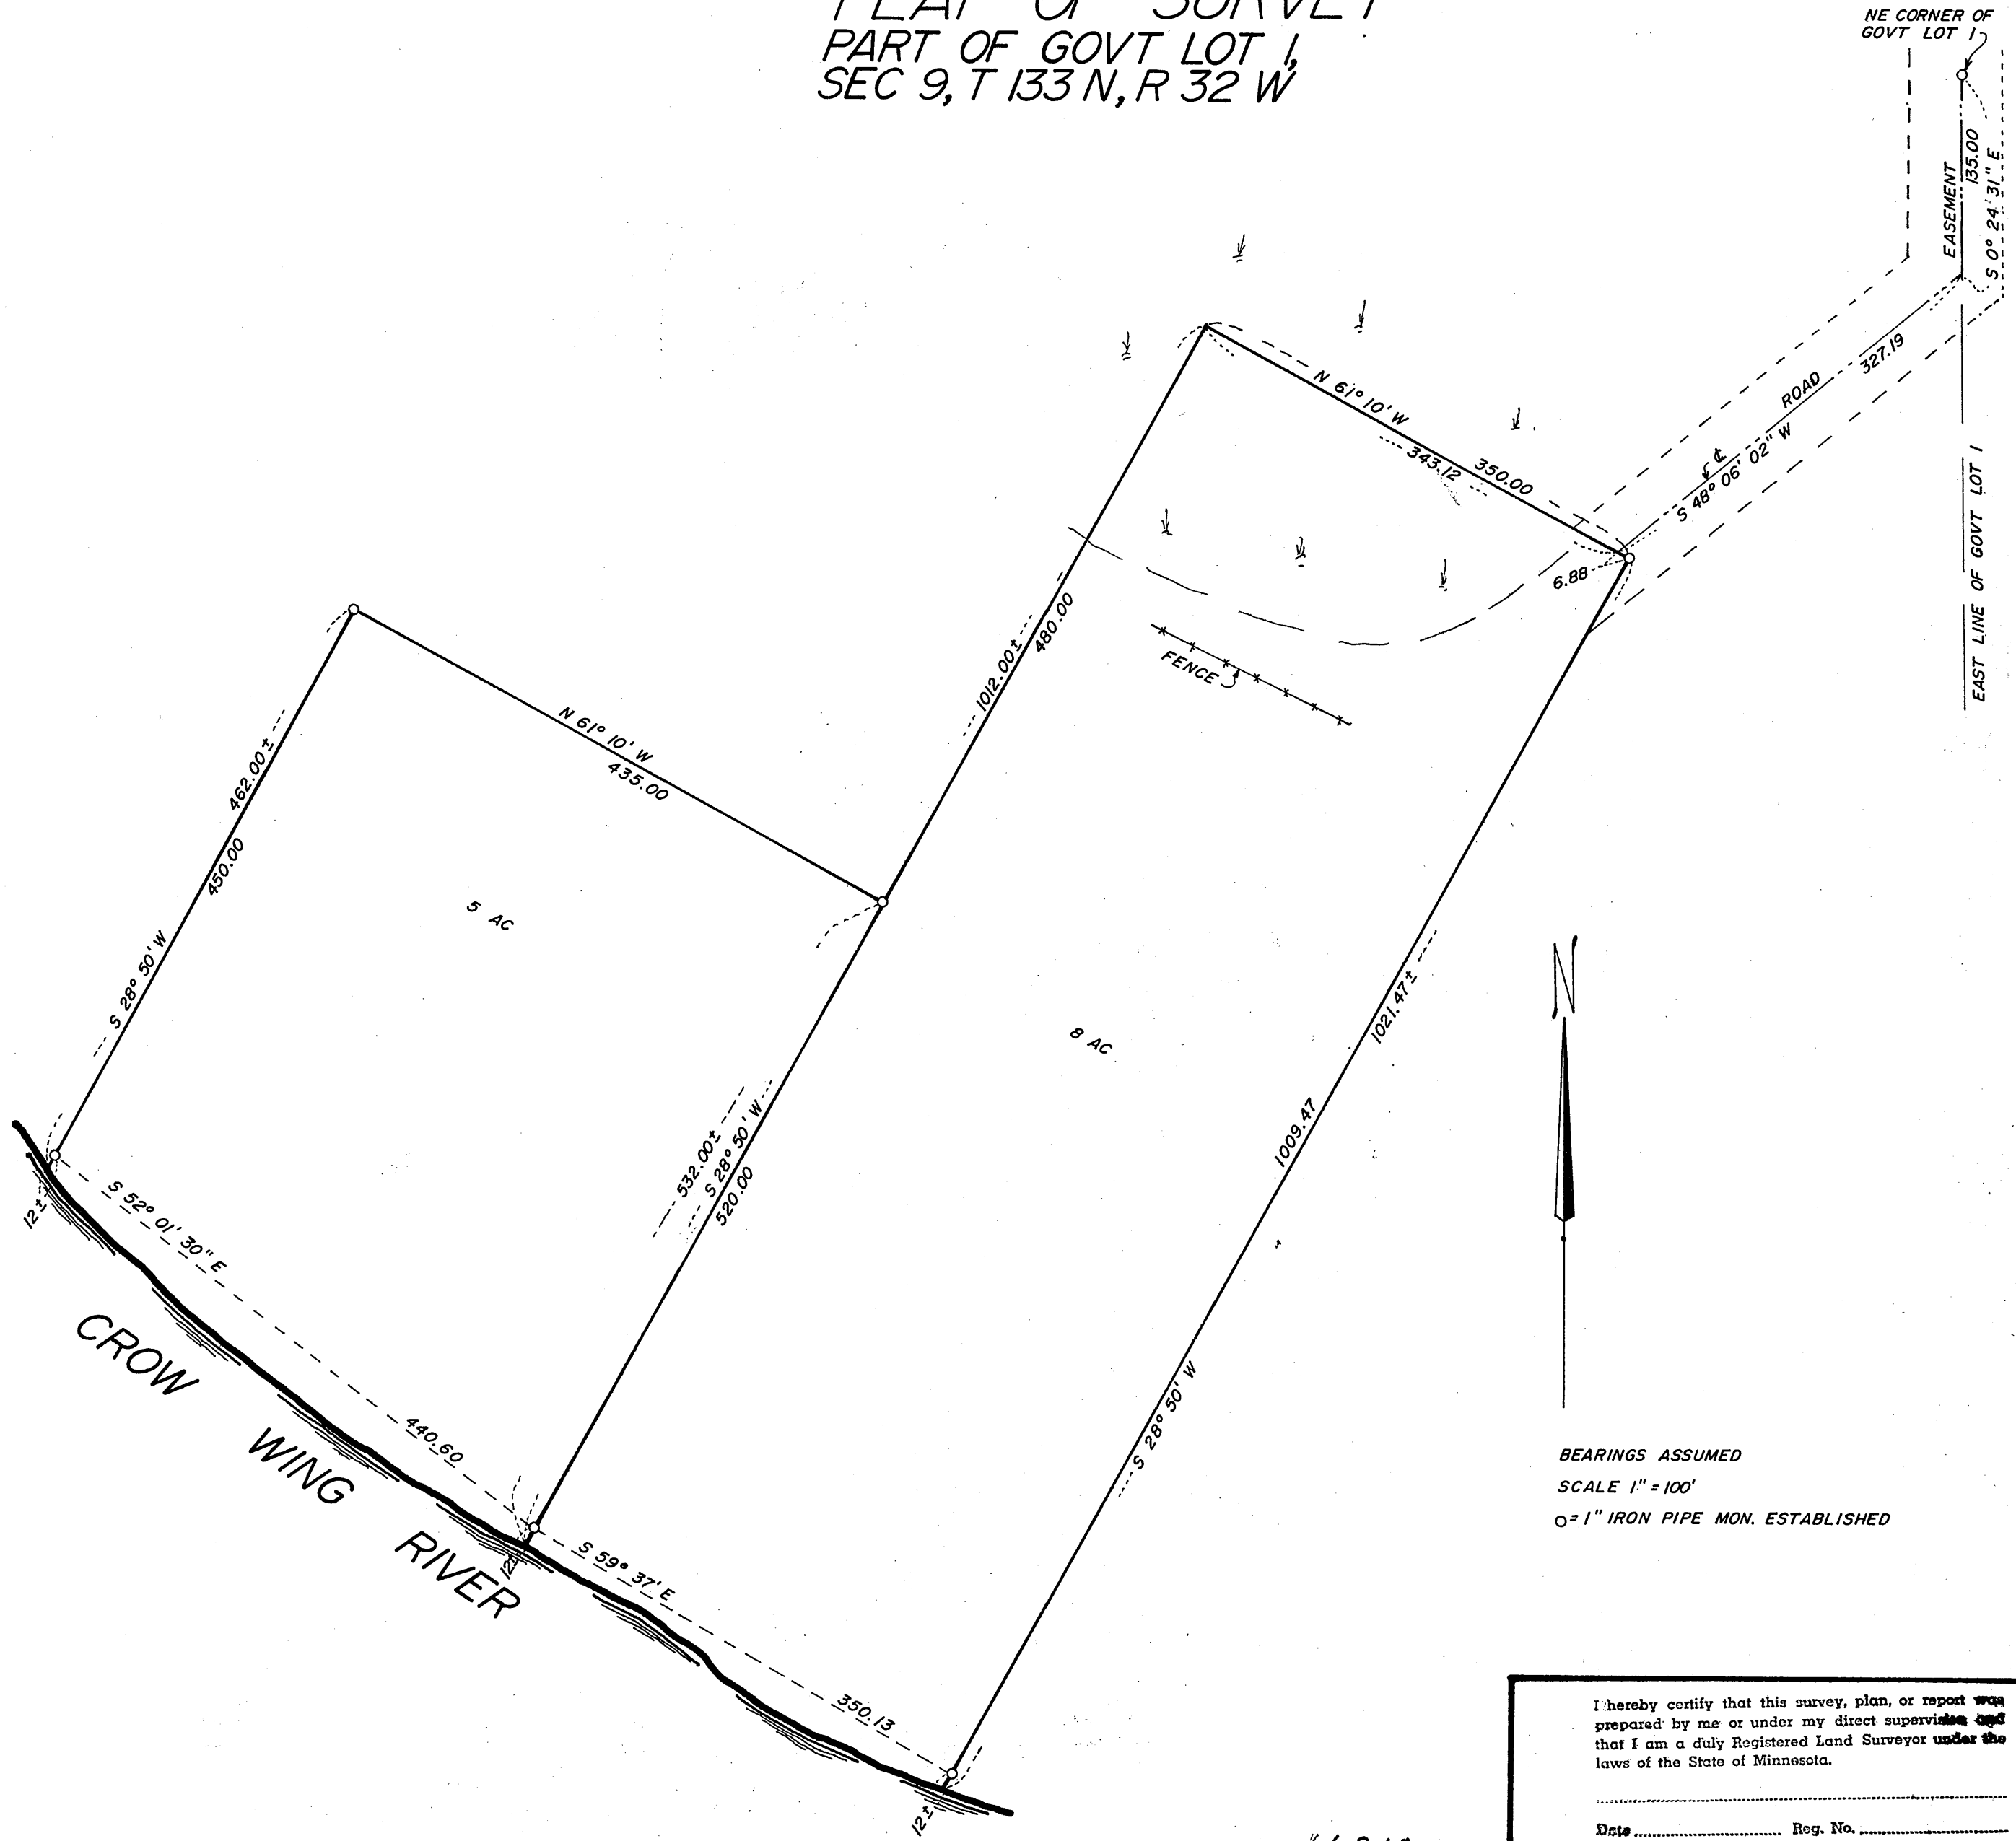 PLAT OF SURVEY
PART OF GOVT LOT 1,
SEC 9, T 133 N, R 32 W
NE CORNER OF
GOVT LOT 1
EASEMENT
135.00
S 0° 24' 31" E
327.19
ROAD
℄
S 48° 06' 02" W
EAST LINE OF GOVT LOT 1
N 61° 10' W
343.12
350.00
6.88
1012.00±
480.00
FENCE
N 61° 10' W
435.00
462.00±
450.00
S 28° 50' W
5 AC
8 AC
1021.47±
1009.47
S 28° 50' W
532.00±
S 28° 50' W
520.00
12±
S 52° 01' 30" E
440.60
12±
S 59° 37' E
350.13
12±
CROW WING RIVER
N
BEARINGS ASSUMED
SCALE 1" = 100'
O = 1" IRON PIPE MON. ESTABLISHED
I hereby certify that this survey, plan, or report was
prepared by me or under my direct supervision and
that I am a duly Registered Land Surveyor under the
laws of the State of Minnesota.
Date Reg. No.